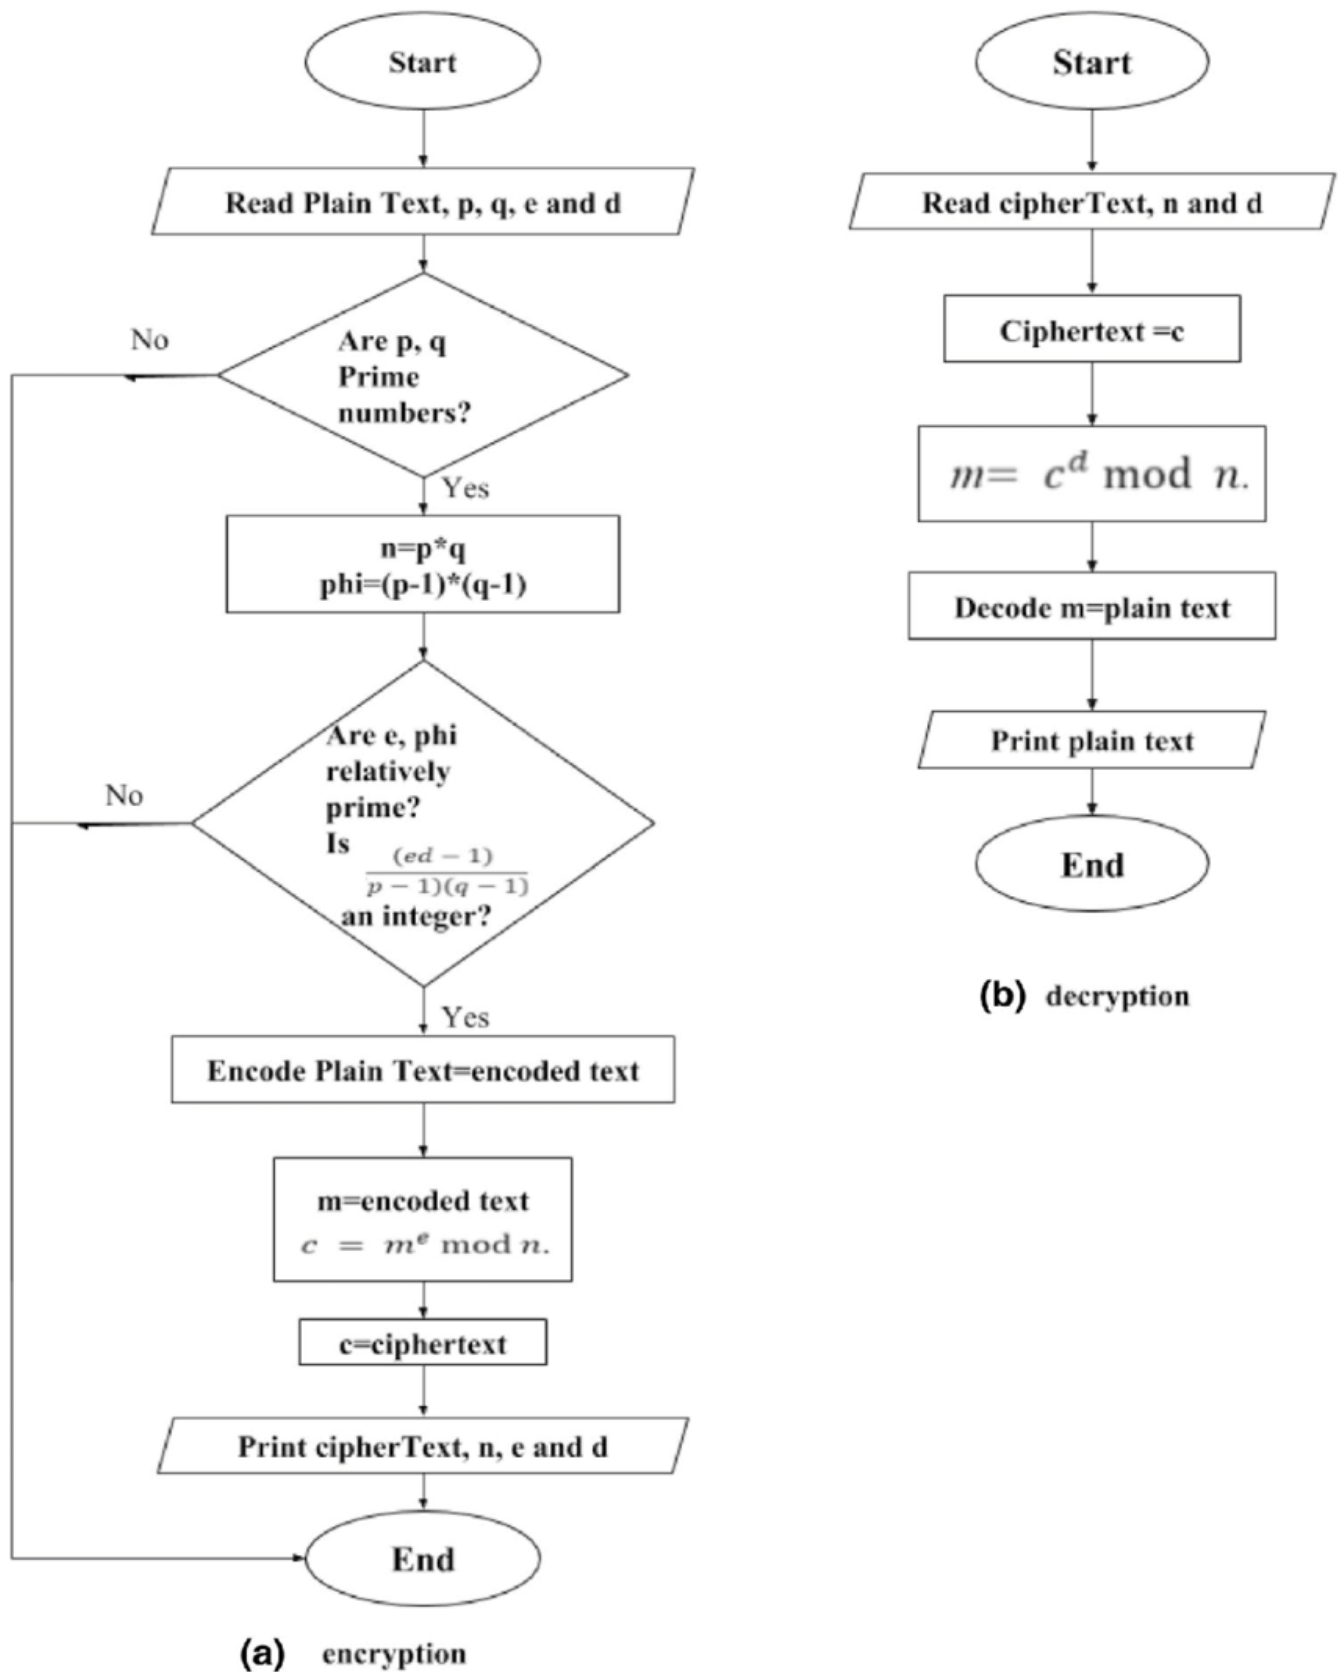 Start
Read Plain Text, p, q, e and d
Are p, q
Prime
numbers?
No
Yes
n=p*q
phi=(p-1)*(q-1)
Are e, phi
relatively
prime?
Is
(ed − 1)
p − 1)(q − 1)
an integer?
No
Yes
Encode Plain Text=encoded text
m=encoded text
c = m^e mod n.
c=ciphertext
Print cipherText, n, e and d
End
(a) encryption
Start
Read cipherText, n and d
Ciphertext =c
m= c^d mod n.
Decode m=plain text
Print plain text
End
(b) decryption